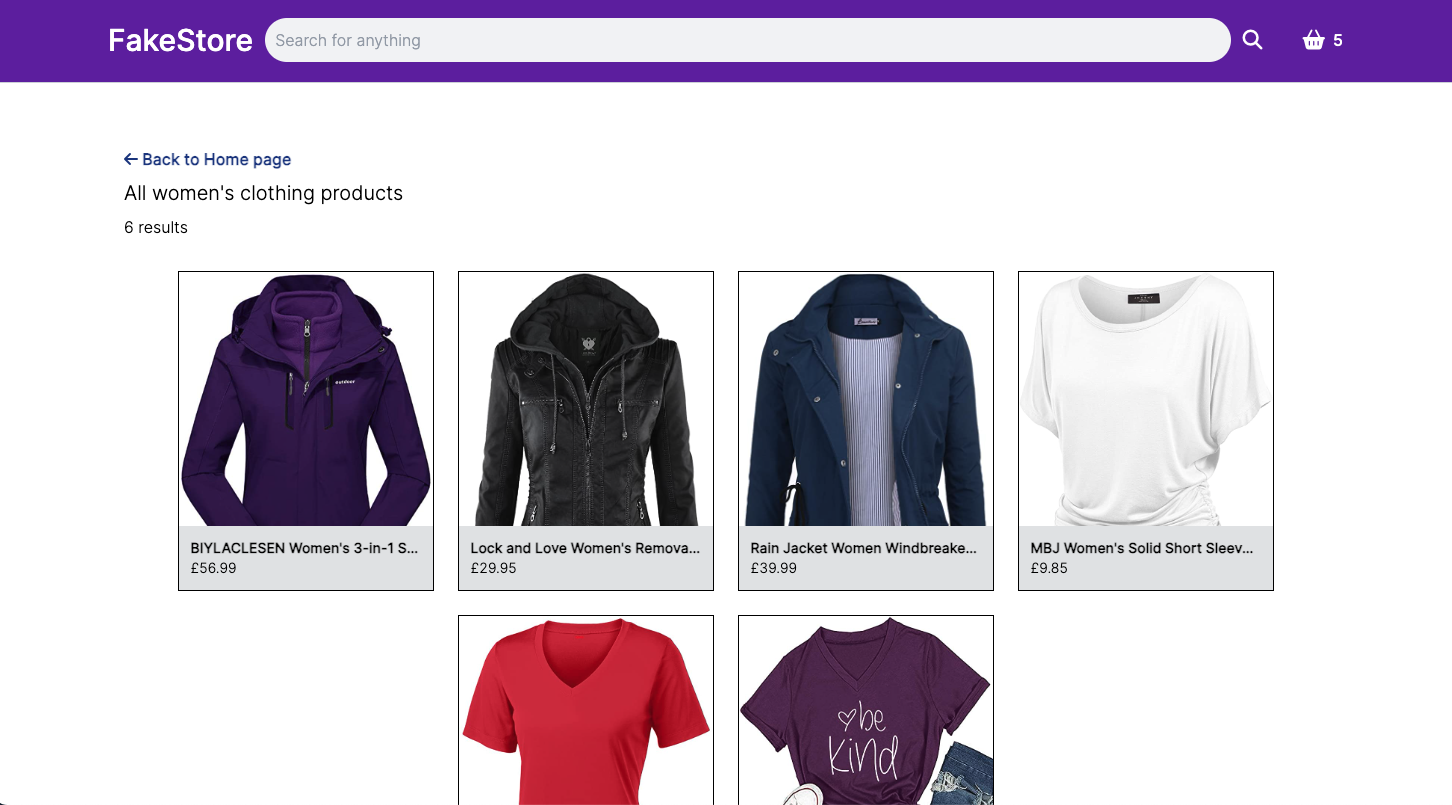 FakeStore
Search for anything
5
Back to Home page
All women's clothing products
6 results
outdoor
BIYLACLESEN Women's 3-in-1 S...
£56.99
Lock and Love Women's Remova...
£29.95
Rain Jacket Women Windbreake...
£39.99
MBJ Women's Solid Short Sleev...
£9.85
be
kind